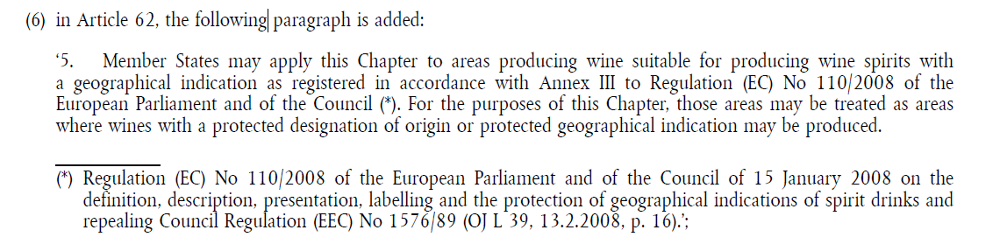 (6) in Article 62, the following paragraph is added:
‘5. Member States may apply this Chapter to areas producing wine suitable for producing wine spirits with
a geographical indication as registered in accordance with Annex III to Regulation (EC) No 110/2008 of the
European Parliament and of the Council (*). For the purposes of this Chapter, those areas may be treated as areas
where wines with a protected designation of origin or protected geographical indication may be produced.
(*) Regulation (EC) No 110/2008 of the European Parliament and of the Council of 15 January 2008 on the
definition, description, presentation, labelling and the protection of geographical indications of spirit drinks and
repealing Council Regulation (EEC) No 1576/89 (OJ L 39, 13.2.2008, p. 16).’;